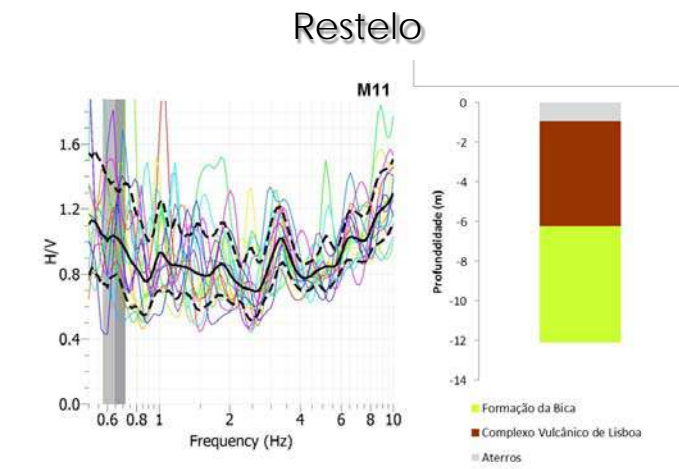 Restelo
M11
1.6
1.2
0.8
0.4
0.0
H/V
0.6 0.8 1 2 4 6 8 10
Frequency (Hz)
0
-2
-4
-6
-8
-10
-12
-14
Profunddidade (m)
Formação da Bica
Complexo Vulcânico de Lisboa
Aterros